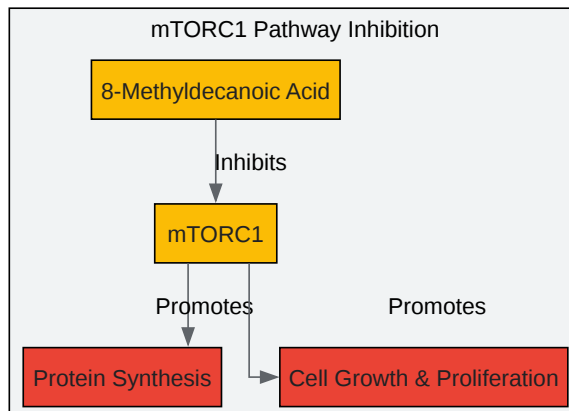 mTORC1 Pathway Inhibition
8-Methyldecanoic Acid
Inhibits
mTORC1
Promotes
Promotes
Protein Synthesis
Cell Growth & Proliferation